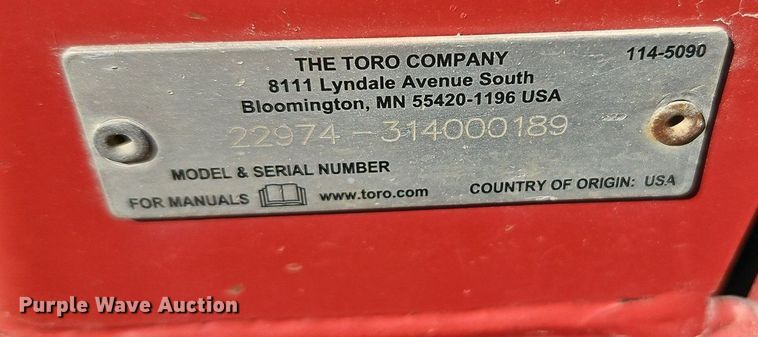 THE TORO COMPANY 114-5090
8111 Lyndale Avenue South
Bloomington, MN 55420-1196 USA
22974-314000189
MODEL & SERIAL NUMBER
FOR MANUALS www.toro.com COUNTRY OF ORIGIN: USA
Purple Wave Auction